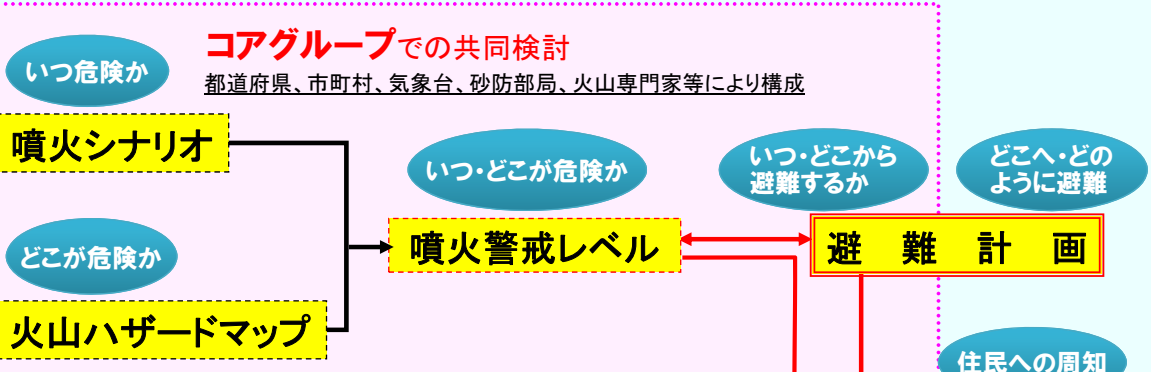 コアグループでの共同検討
都道府県、市町村、気象台、砂防部局、火山専門家等により構成
いつ危険か
噴火シナリオ
いつ・どこが危険か
いつ・どこから
避難するか
どこへ・どの
ように避難
どこが危険か
噴火警戒レベル
避難計画
火山ハザードマップ
住民への周知